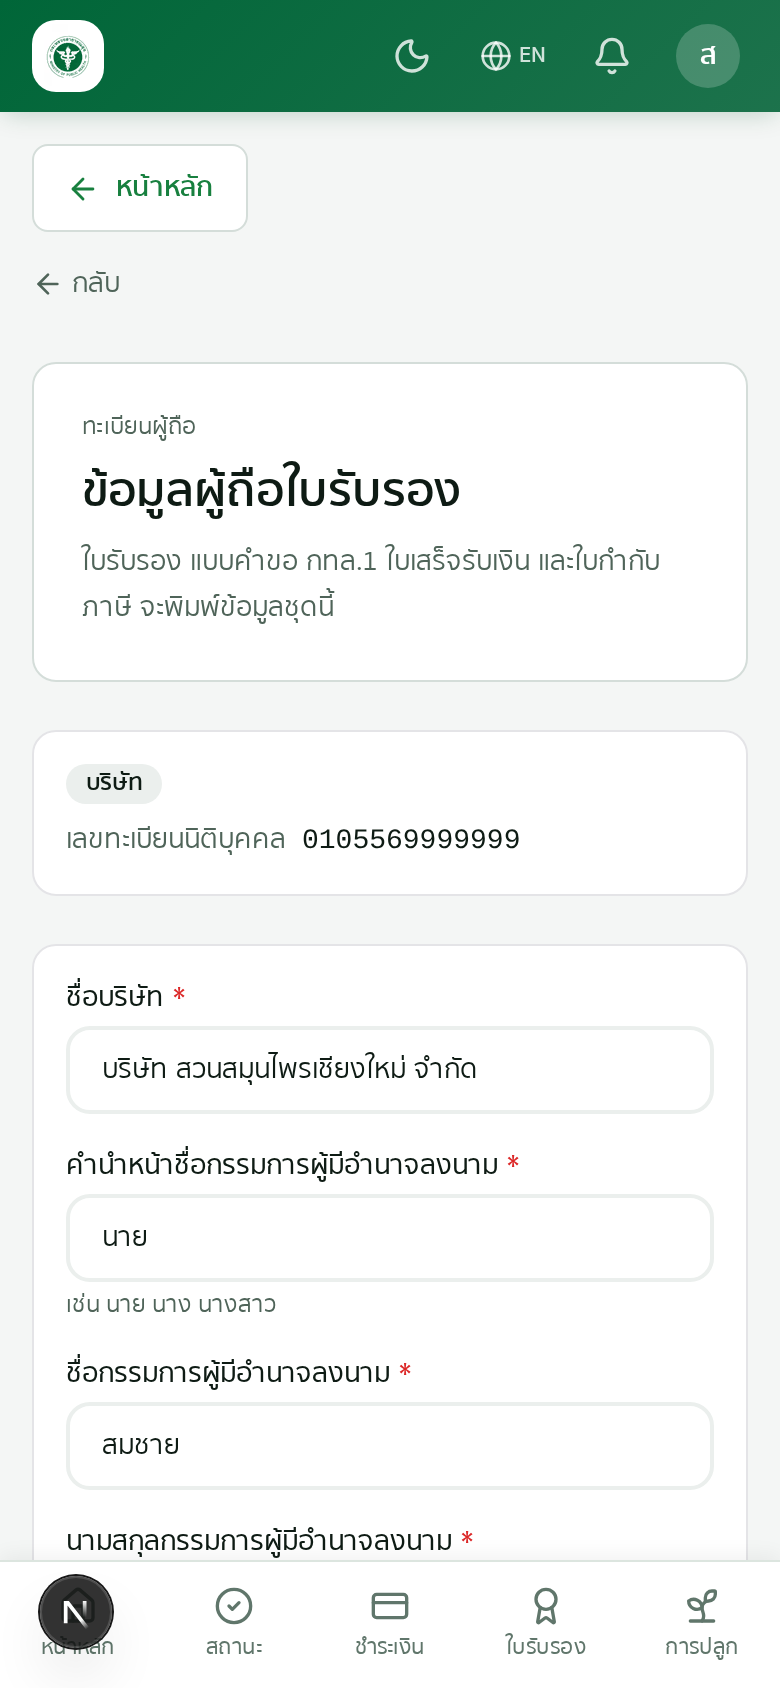 EN
ส
หน้าหลัก
กลับ
ทะเบียนผู้ถือ
ข้อมูลผู้ถือใบรับรอง
ใบรับรอง แบบคำขอ กทล.1 ใบเสร็จรับเงิน และใบกำกับ
ภาษี จะพิมพ์ข้อมูลชุดนี้
บริษัท
เลขทะเบียนนิติบุคคล 0105569999999
ชื่อบริษัท *
บริษัท สวนสมุนไพรเชียงใหม่ จำกัด
คำนำหน้าชื่อกรรมการผู้มีอำนาจลงนาม *
นาย
เช่น นาย นาง นางสาว
ชื่อกรรมการผู้มีอำนาจลงนาม *
สมชาย
นามสกุลกรรมการผู้มีอำนาจลงนาม *
N
หน้าหลัก สถานะ ชำระเงิน ใบรับรอง การปลูก